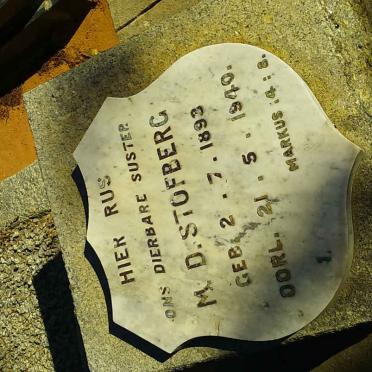 HIER RUS
ONS DIERBARE SUSTER
M. D. STOFBERG
GEB. 2. 7. 1893
OORL. 21. 5. 1940.
MARKUS 14:8.